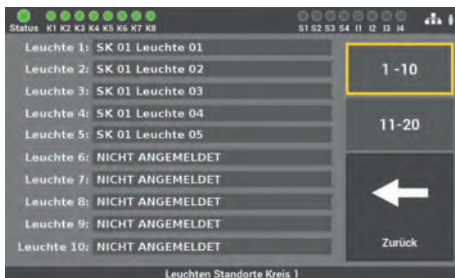 Status K1 K2 K3 K4 K5 K6 K7 K8 S1 S2 S3 S4 I1 I2 I3 I4
Leuchte 1: SK 01 Leuchte 01
Leuchte 2: SK 01 Leuchte 02
Leuchte 3: SK 01 Leuchte 03
Leuchte 4: SK 01 Leuchte 04
Leuchte 5: SK 01 Leuchte 05
Leuchte 6: NICHT ANGEMELDET
Leuchte 7: NICHT ANGEMELDET
Leuchte 8: NICHT ANGEMELDET
Leuchte 9: NICHT ANGEMELDET
Leuchte 10: NICHT ANGEMELDET
1 -10
11-20
Zurück
Leuchten Standorte Kreis 1